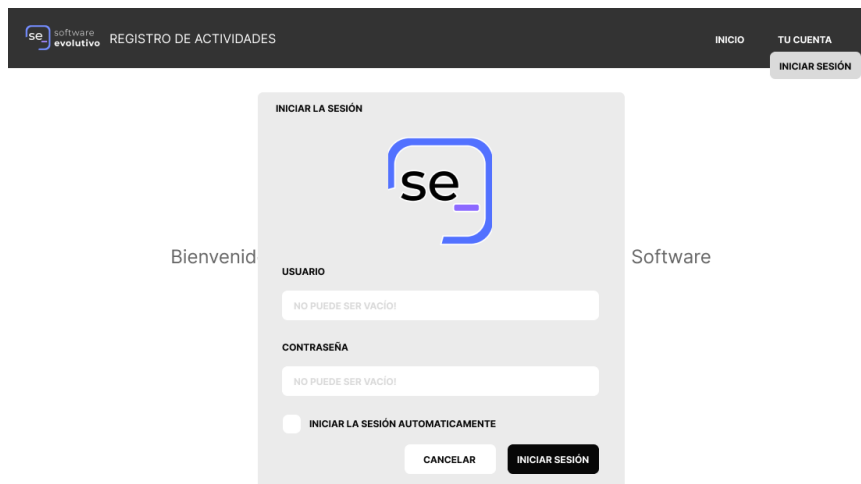 se_ software
evolutivo
REGISTRO DE ACTIVIDADES
INICIO
TU CUENTA
INICIAR SESIÓN
INICIAR LA SESIÓN
se_
Software
USUARIO
NO PUEDE SER VACÍO!
CONTRASEÑA
NO PUEDE SER VACÍO!
INICIAR LA SESIÓN AUTOMATICAMENTE
CANCELAR
INICIAR SESIÓN